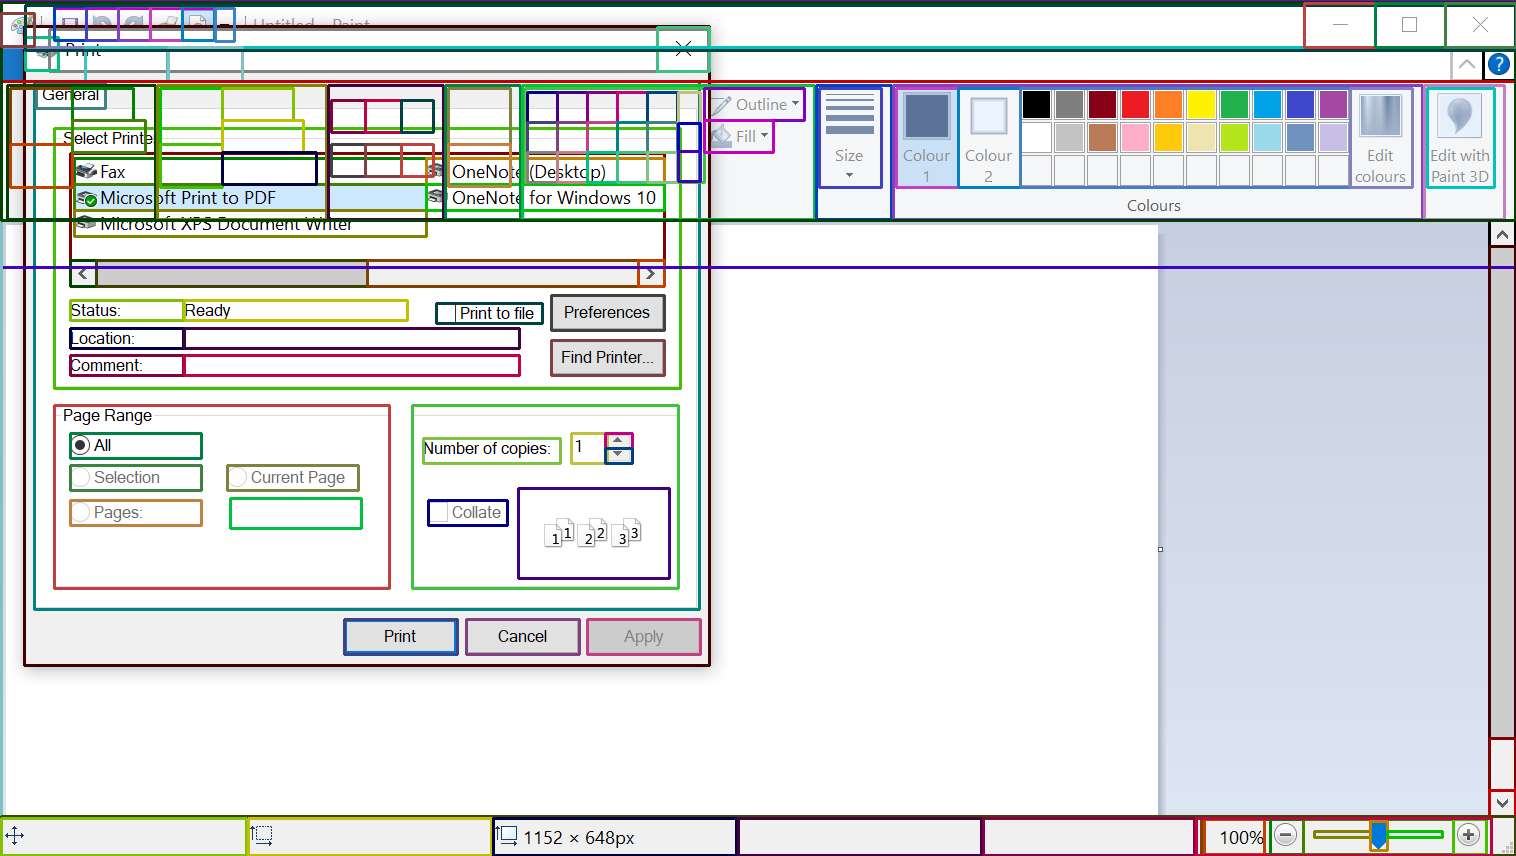 Untitled - Paint
Print
General
Select Printe
Fax
OneNote (Desktop)
Microsoft Print to PDF
OneNote for Windows 10
Microsoft XPS Document Writer
Status:
Ready
Print to file
Preferences
Location:
Comment:
Find Printer...
Page Range
All
Selection
Current Page
Pages:
Number of copies:
1
Collate
1 1 2 2 3 3
Print
Cancel
Apply
Outline
Fill
Size
Colour
1
Colour
2
Edit
colours
Edit with
Paint 3D
Colours
1152 × 648px
100%